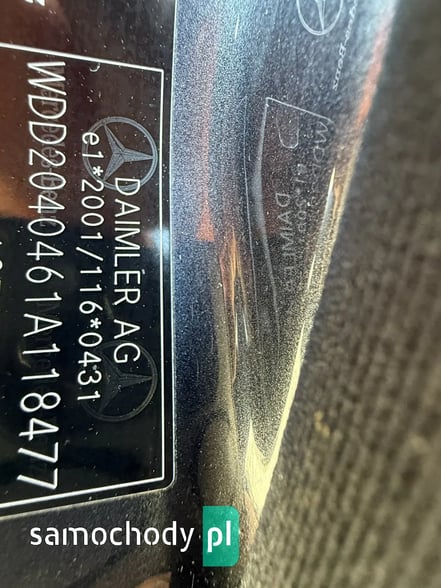 DAIMLER AG
e1*2001/116*0431
WDD2040461A118477
samochody pl